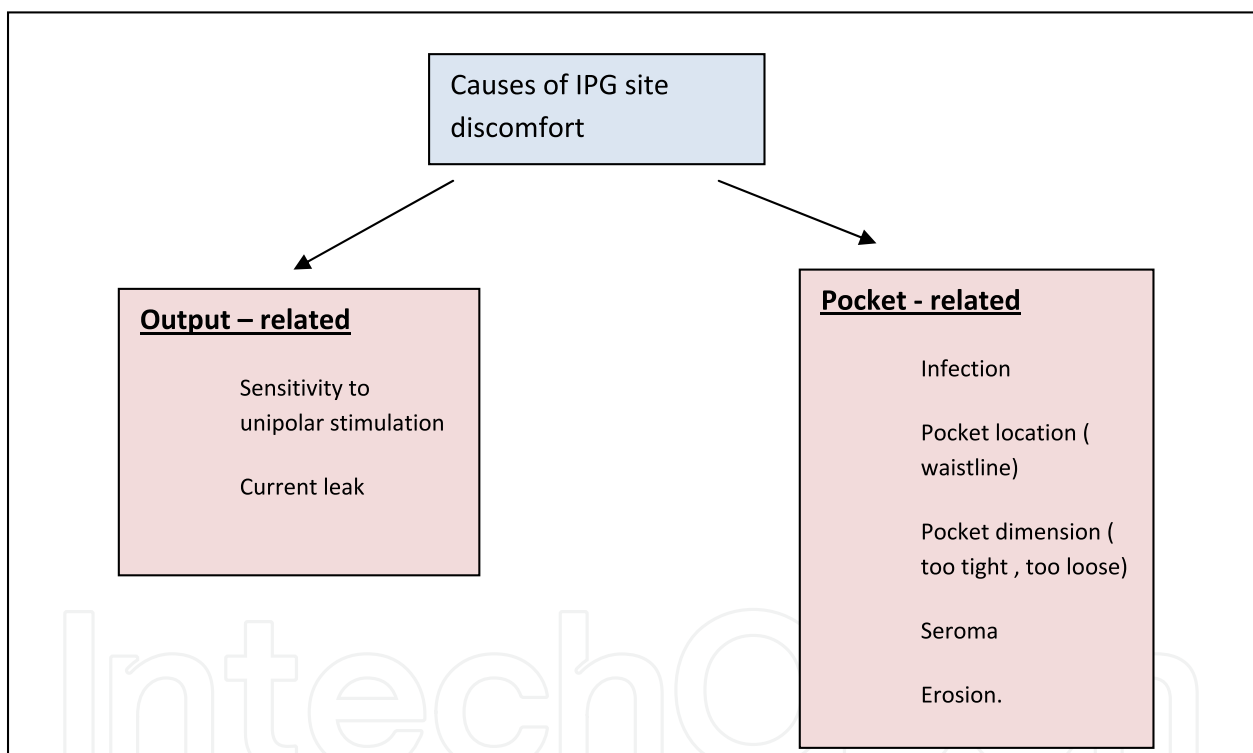 Causes of IPG site
discomfort
Output – related
Sensitivity to
unipolar stimulation
Current leak
Pocket - related
Infection
Pocket location (
waistline)
Pocket dimension (
too tight , too loose)
Seroma
Erosion.